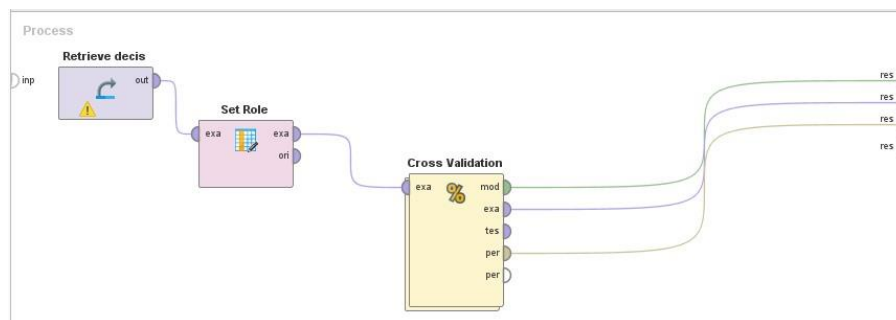 Process
Retrieve decis
inp
out
res
res
res
res
Set Role
exa
exa
ori
Cross Validation
exa
%
mod
exa
tes
per
per